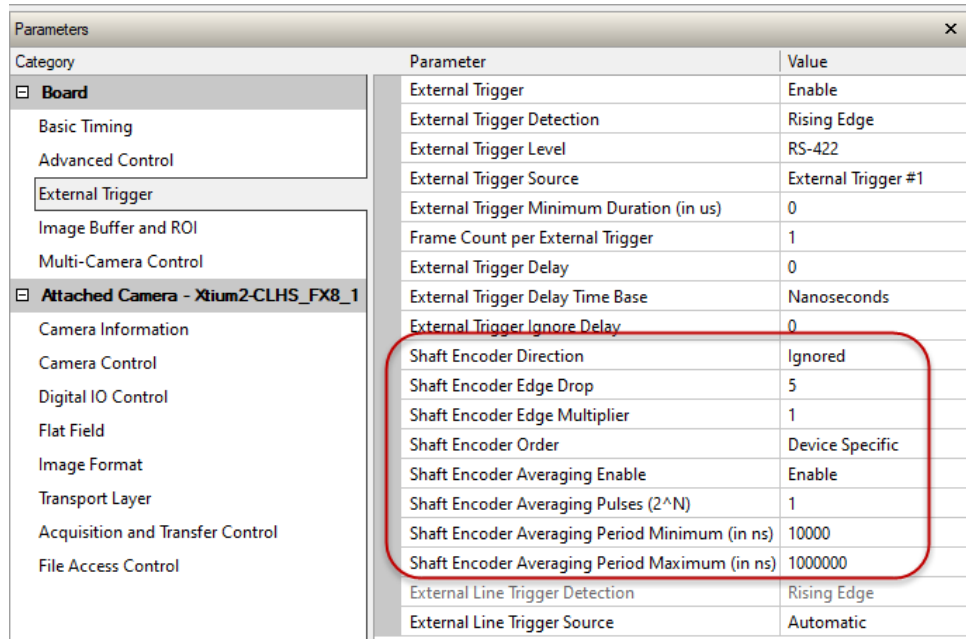 Parameters
Category
Board
Basic Timing
Advanced Control
External Trigger
Image Buffer and ROI
Multi-Camera Control
Attached Camera - Xtium2-CLHS_FX8_1
Camera Information
Camera Control
Digital IO Control
Flat Field
Image Format
Transport Layer
Acquisition and Transfer Control
File Access Control
Parameter Value
External Trigger Enable
External Trigger Detection Rising Edge
External Trigger Level RS-422
External Trigger Source External Trigger #1
External Trigger Minimum Duration (in us) 0
Frame Count per External Trigger 1
External Trigger Delay 0
External Trigger Delay Time Base Nanoseconds
External Trigger Ignore Delay 0
Shaft Encoder Direction Ignored
Shaft Encoder Edge Drop 5
Shaft Encoder Edge Multiplier 1
Shaft Encoder Order Device Specific
Shaft Encoder Averaging Enable Enable
Shaft Encoder Averaging Pulses (2^N) 1
Shaft Encoder Averaging Period Minimum (in ns) 10000
Shaft Encoder Averaging Period Maximum (in ns) 1000000
External Line Trigger Detection Rising Edge
External Line Trigger Source Automatic